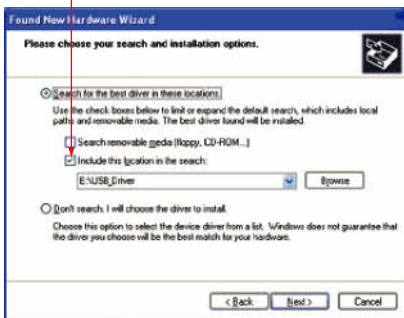 Found New Hardware Wizard
Please choose your search and installation options.
Search for the best driver in these locations.
Use the check boxes below to limit or expand the default search, which includes local
paths and removable media. The best driver found will be installed.
Search removable media (floppy, CD-ROM...)
Include this location in the search:
E:\USB_Driver
Browse
Don't search. I will choose the driver to install.
Choose this option to select the device driver from a list. Windows does not guarantee that
the driver you choose will be the best match for your hardware.
< Back
Next >
Cancel